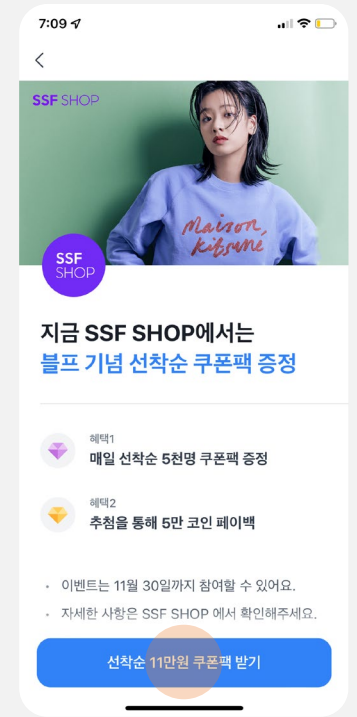 7:09
SSF SHOP
Maison
kitsuné
SSF
SHOP
지금 SSF SHOP에서는
블프 기념 선착순 쿠폰팩 증정
혜택1
매일 선착순 5천명 쿠폰팩 증정
혜택2
추첨을 통해 5만 코인 페이백
• 이벤트는 11월 30일까지 참여할 수 있어요.
• 자세한 사항은 SSF SHOP 에서 확인해주세요.
선착순 11만원 쿠폰팩 받기